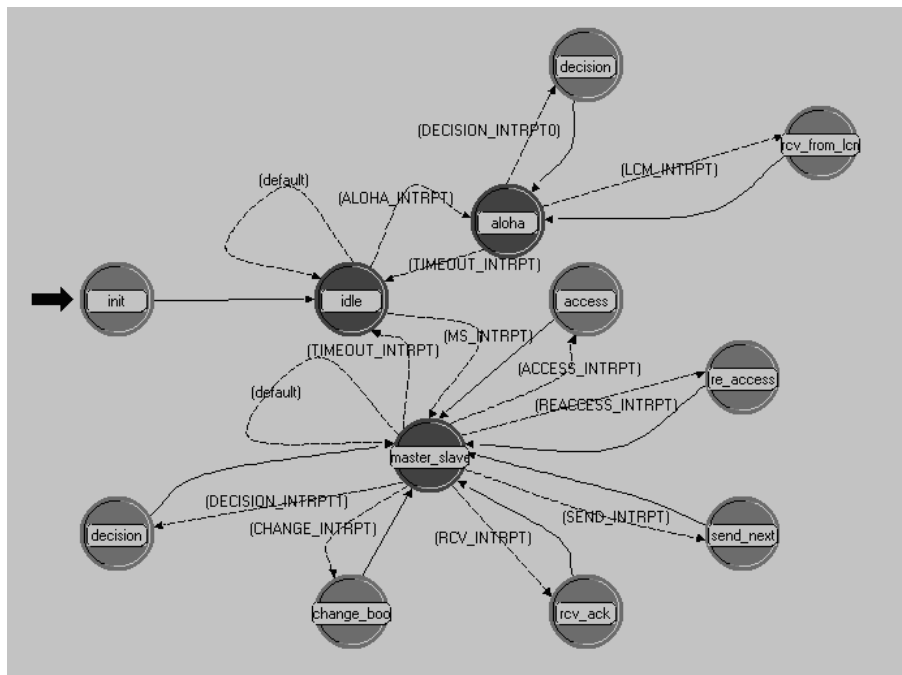 decision
(DECISION_INTRPT0)
rcv_from_lcm
(LCM_INTRPT)
(default)
(ALOHA_INTRPT)
aloha
(TIMEOUT_INTRPT)
init
idle
access
(MS_INTRPT)
(TIMEOUT_INTRPT)
(ACCESS_INTRPT)
re_access
(default)
(REACCESS_INTRPT)
master_slave
(DECISION_INTRPT1)
(SEND_INTRPT)
decision
(CHANGE_INTRPT)
(RCV_INTRPT)
send_next
change_boo
rcv_ack